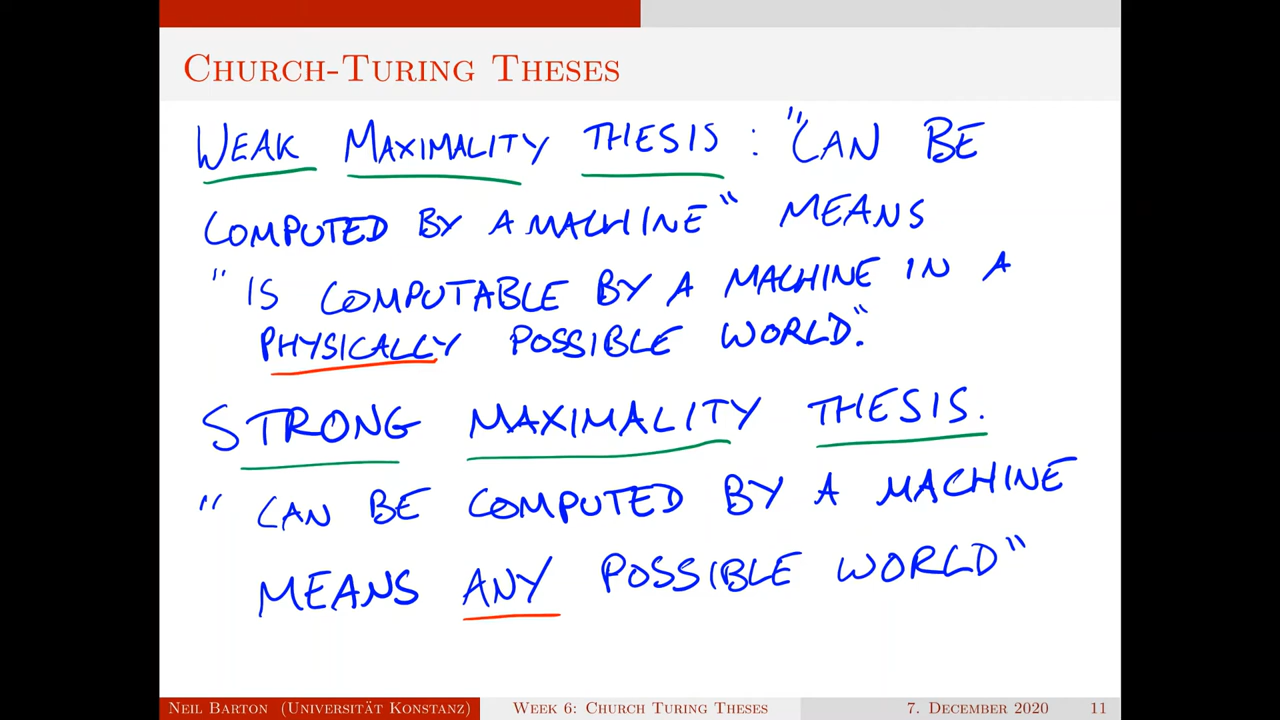 CHURCH-TURING THESES
WEAK MAXIMALITY THESIS : "CAN BE
COMPUTED BY A MACHINE“ MEANS
"IS COMPUTABLE BY A MACHINE IN A
PHYSICALLY POSSIBLE WORLD“.
STRONG MAXIMALITY THESIS.
" CAN BE COMPUTED BY A MACHINE
MEANS ANY POSSIBLE WORLD“
NEIL BARTON (UNIVERSITÄT KONSTANZ) WEEK 6: CHURCH TURING THESES 7. DECEMBER 2020 11